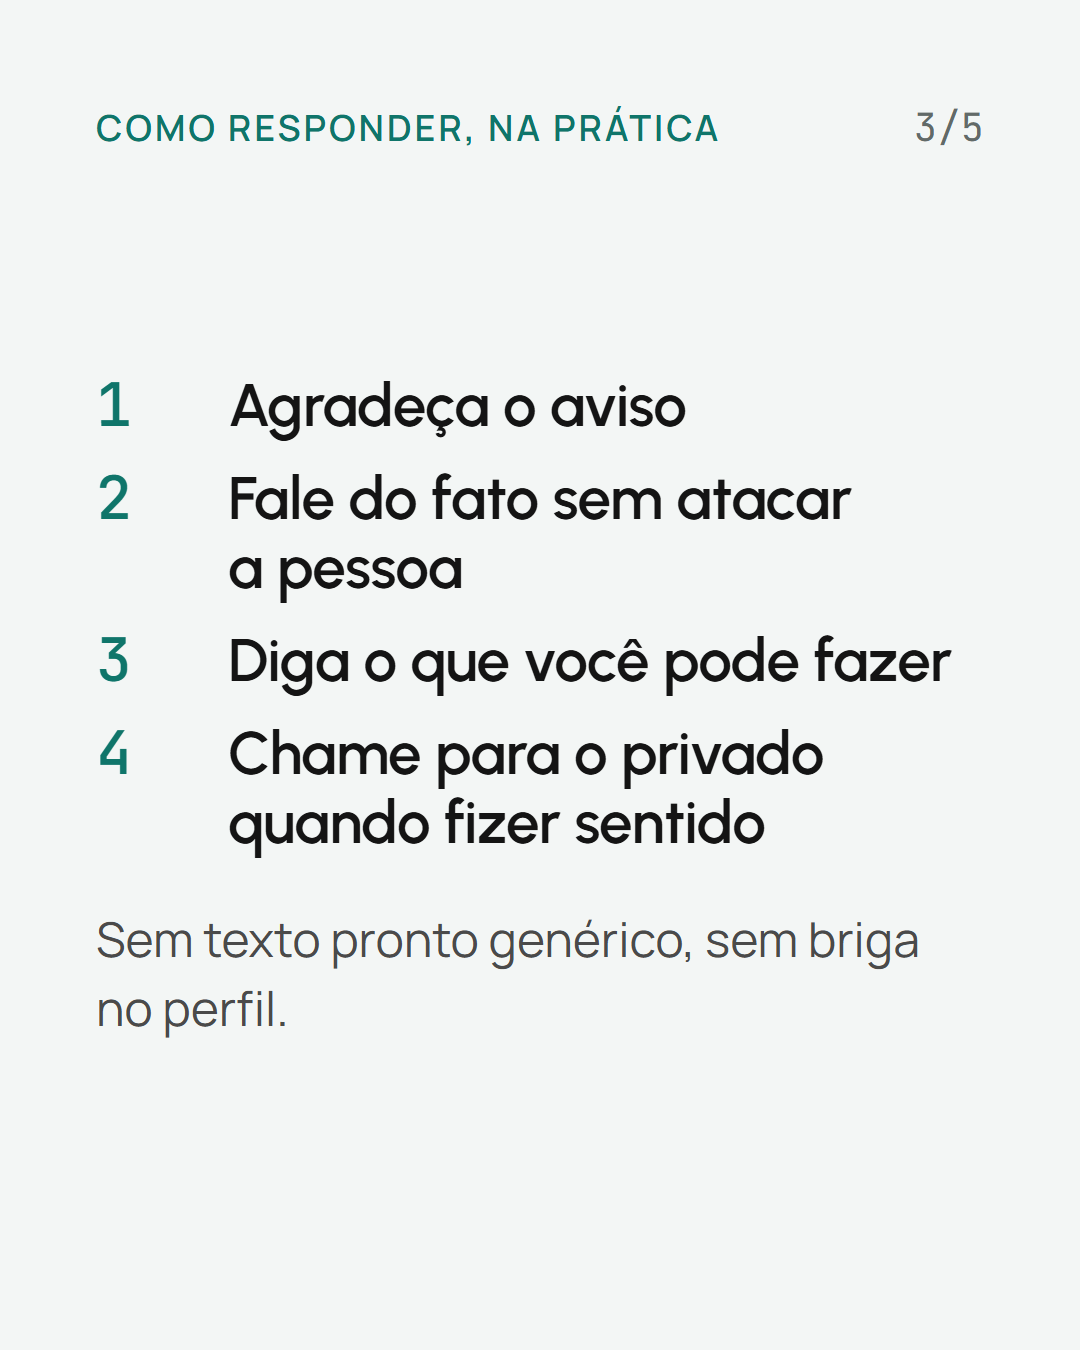 COMO RESPONDER, NA PRÁTICA 3/5
1 Agradeça o aviso
2 Fale do fato sem atacar
a pessoa
3 Diga o que você pode fazer
4 Chame para o privado
quando fizer sentido
Sem texto pronto genérico, sem briga
no perfil.